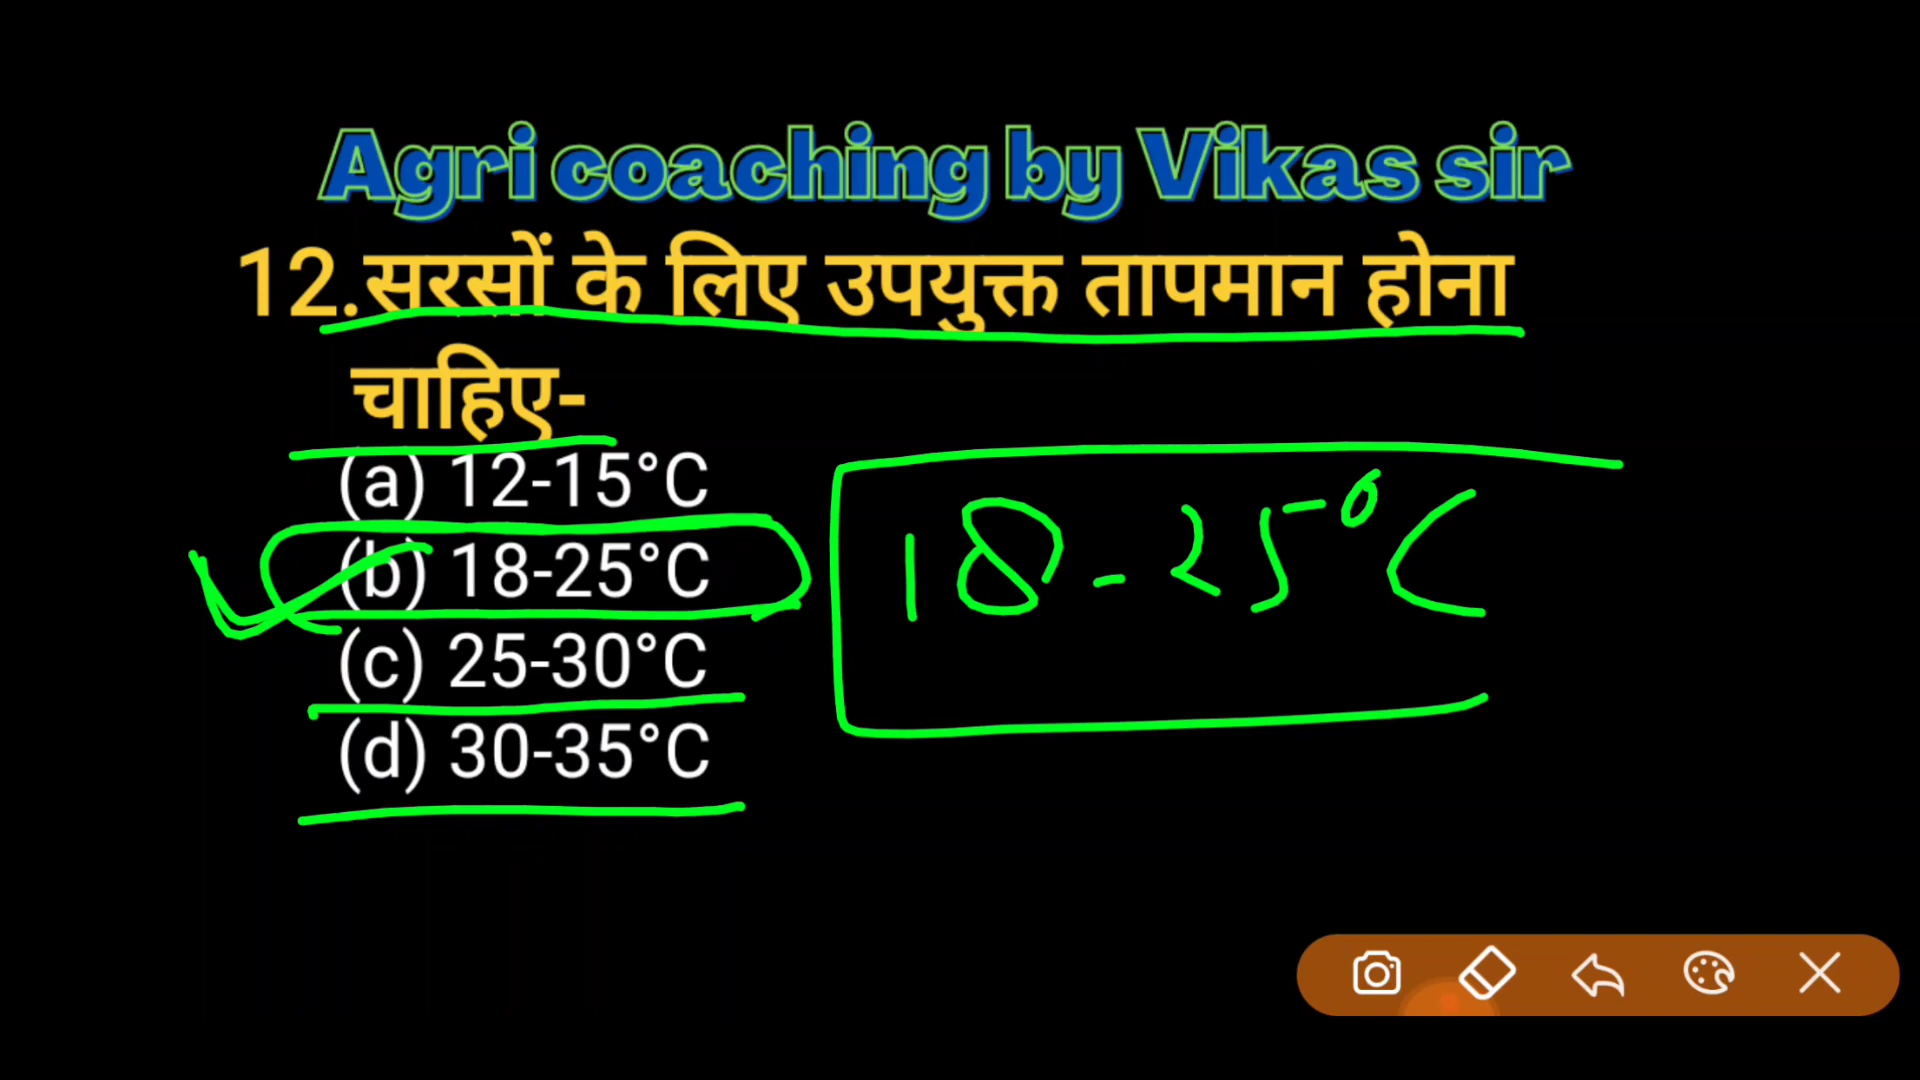 Agri coaching by Vikas sir
12.सरसों के लिए उपयुक्त तापमान होना
चाहिए-
(a) 12-15°C
(b) 18-25°C
(c) 25-30°C
(d) 30-35°C
18-25°C